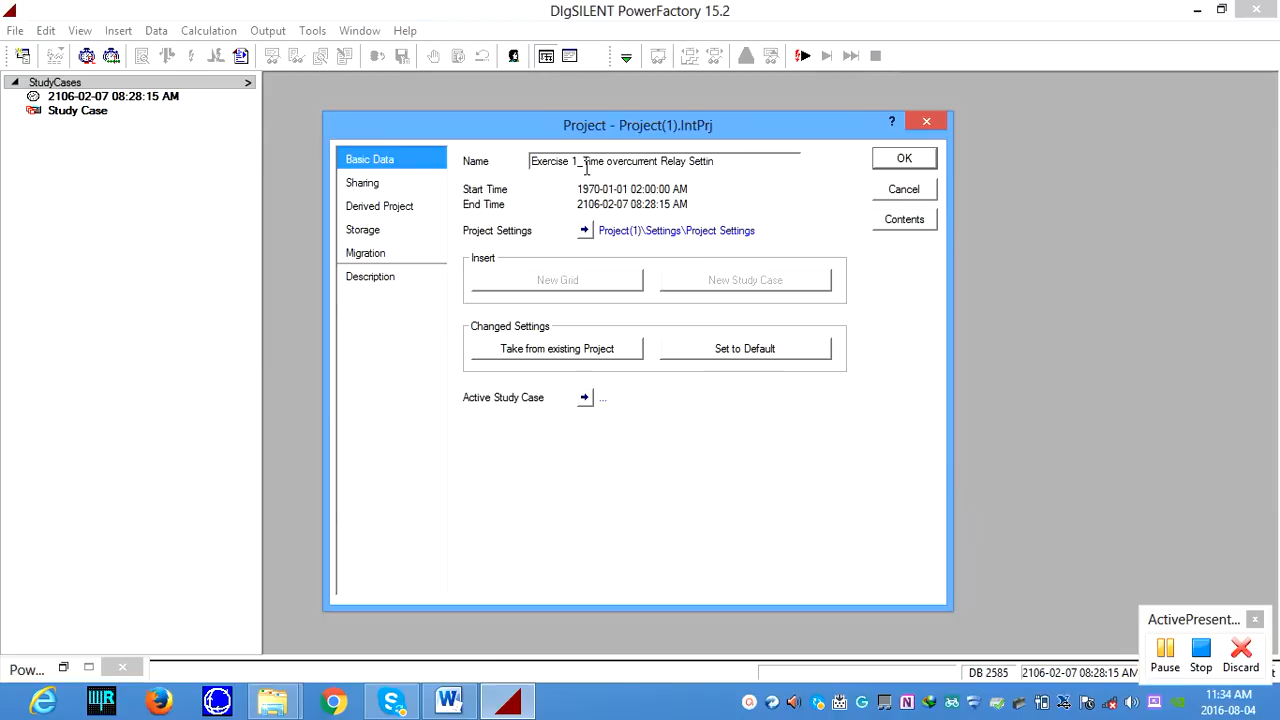 DIgSILENT PowerFactory 15.2
File Edit View Insert Data Calculation Output Tools Window Help
StudyCases >
2106-02-07 08:28:15 AM
Study Case
Project - Project(1).IntPrj
?
Basic Data
Sharing
Derived Project
Storage
Migration
Description
Name Exercise 1_Time overcurrent Relay Settin
Start Time 1970-01-01 02:00:00 AM
End Time 2106-02-07 08:28:15 AM
Project Settings Project(1)\Settings\Project Settings
Insert
New Grid New Study Case
Changed Settings
Take from existing Project Set to Default
Active Study Case ...
OK
Cancel
Contents
ActivePresent... x
Pause Stop Discard
Pow...
DB 2585 2106-02-07 08:28:15 AM
11:34 AM
2016-08-04